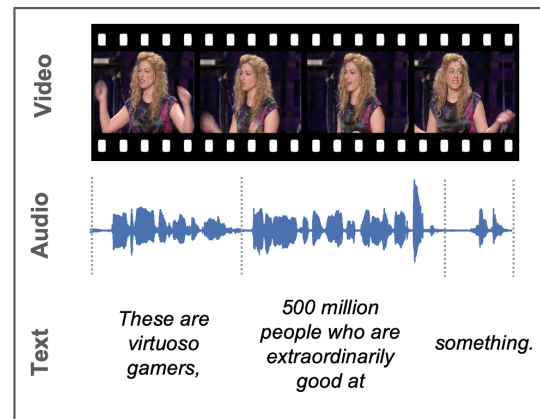 Video
Audio
Text
These are
virtuoso
gamers,
500 million
people who are
extraordinarily
good at
something.